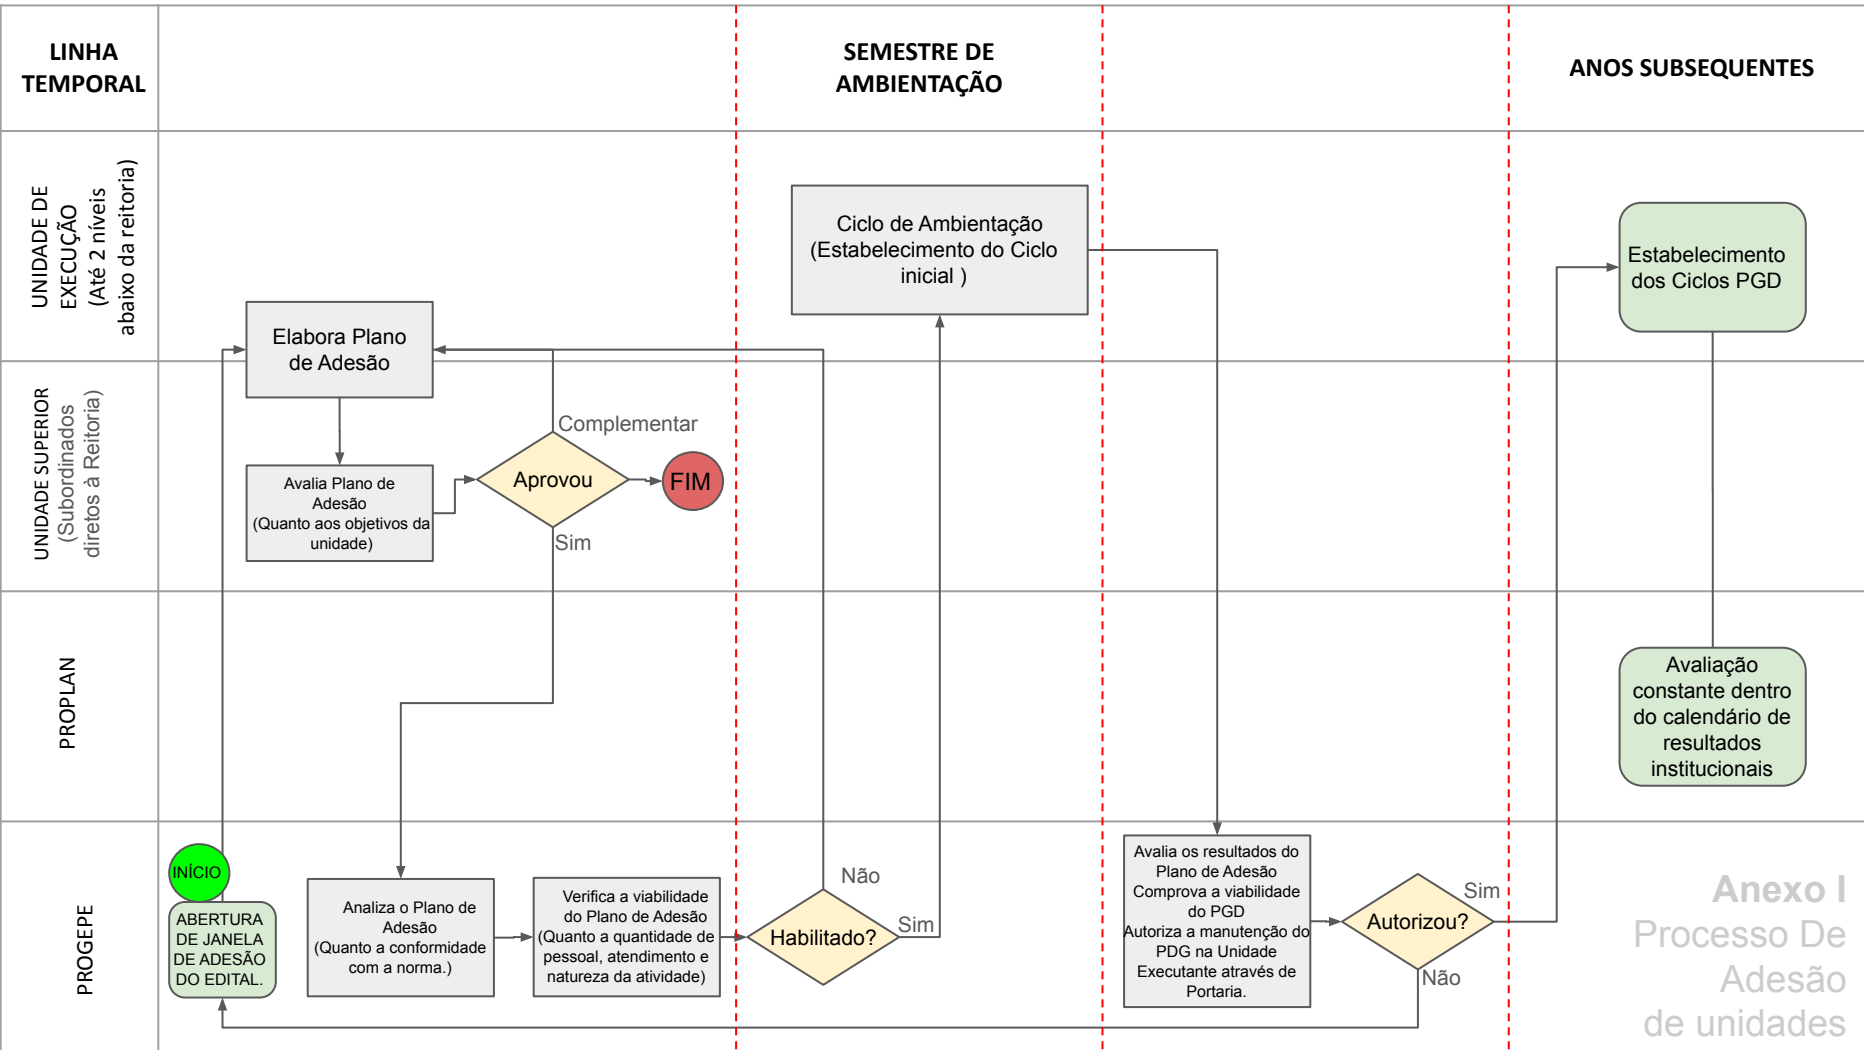 LINHA
TEMPORAL
SEMESTRE DE
AMBIENTAÇÃO
ANOS SUBSEQUENTES
UNIDADE DE
EXECUÇÃO
(Até 2 níveis
abaixo da reitoria)
Elabora Plano
de Adesão
Ciclo de Ambientação
(Estabelecimento do Ciclo
inicial )
Estabelecimento
dos Ciclos PGD
UNIDADE SUPERIOR
(Subordinados
diretos à Reitoria)
Avalia Plano de
Adesão
(Quanto aos objetivos da
unidade)
Complementar
Aprovou
FIM
Sim
PROPLAN
Avaliação
constante dentro
do calendário de
resultados
institucionais
PROGEPE
INÍCIO
ABERTURA
DE JANELA
DE ADESÃO
DO EDITAL.
Analiza o Plano de
Adesão
(Quanto a conformidade
com a norma.)
Verifica a viabilidade
do Plano de Adesão
(Quanto a quantidade de
pessoal, atendimento e
natureza da atividade)
Não
Habilitado?
Sim
Avalia os resultados do
Plano de Adesão
Comprova a viabilidade
do PGD
Autoriza a manutenção do
PDG na Unidade
Executante através de
Portaria.
Autorizou?
Sim
Não
Anexo I
Processo De
Adesão
de unidades